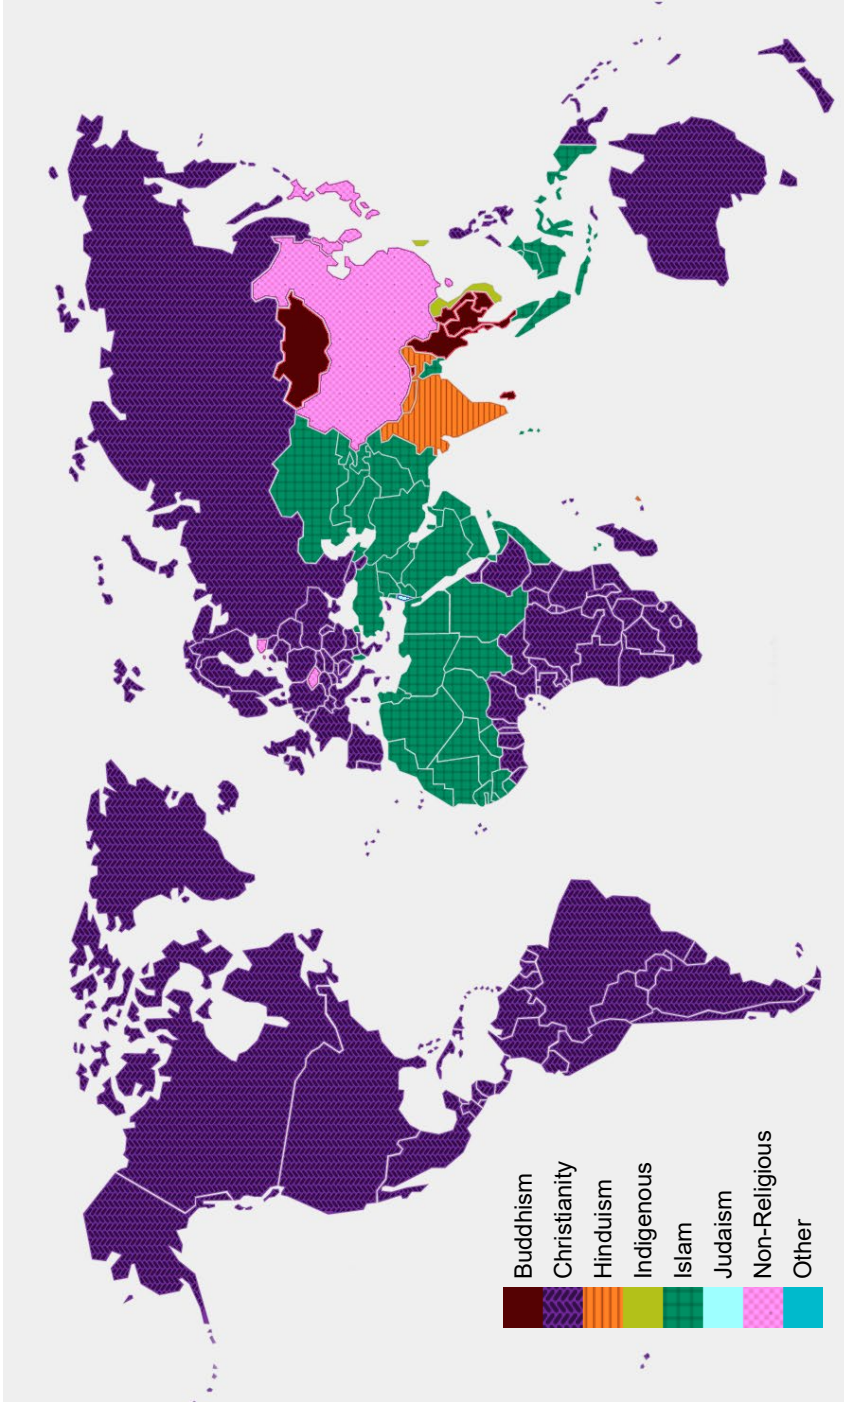 Buddhism
Christianity
Hinduism
Indigenous
Islam
Judaism
Non-Religious
Other